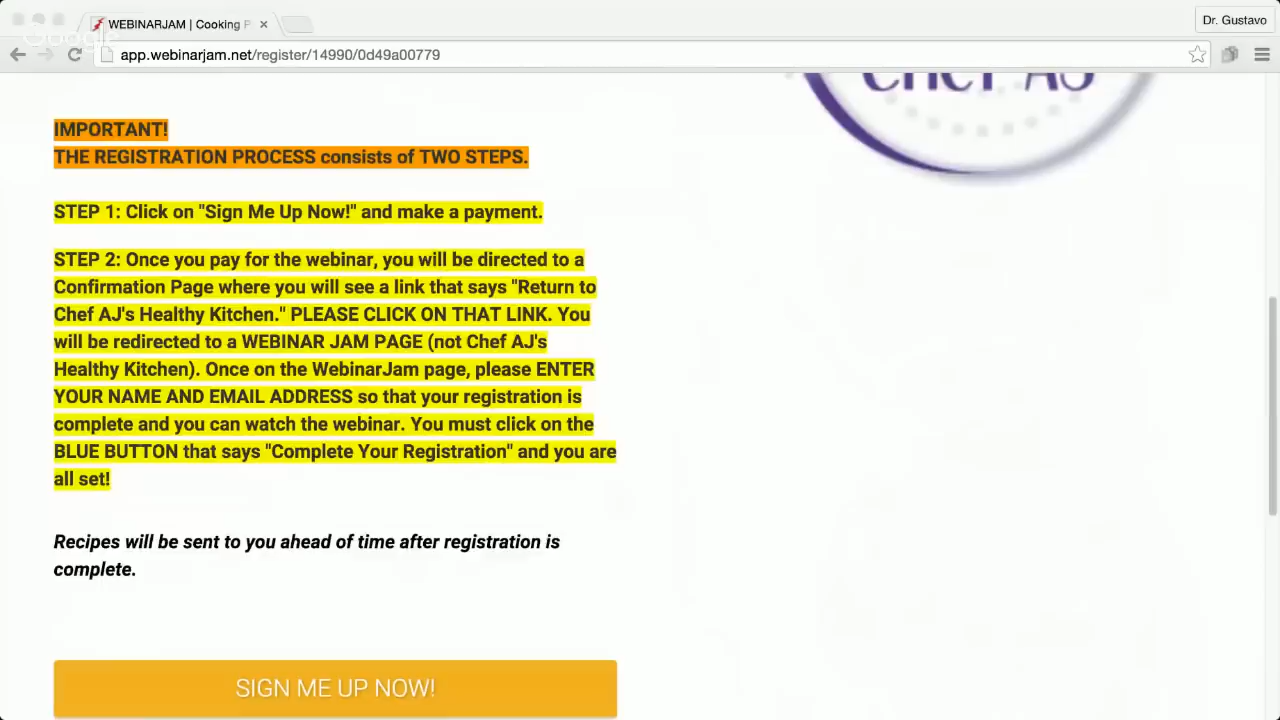 WEBINARJAM | Cooking P
Dr. Gustavo
Google
app.webinarjam.net/register/14990/0d49a00779
CHEF AJ'S
IMPORTANT!
THE REGISTRATION PROCESS consists of TWO STEPS.
STEP 1: Click on "Sign Me Up Now!" and make a payment.
STEP 2: Once you pay for the webinar, you will be directed to a
Confirmation Page where you will see a link that says "Return to
Chef AJ's Healthy Kitchen." PLEASE CLICK ON THAT LINK. You
will be redirected to a WEBINAR JAM PAGE (not Chef AJ's
Healthy Kitchen). Once on the WebinarJam page, please ENTER
YOUR NAME AND EMAIL ADDRESS so that your registration is
complete and you can watch the webinar. You must click on the
BLUE BUTTON that says "Complete Your Registration" and you are
all set!
Recipes will be sent to you ahead of time after registration is
complete.
SIGN ME UP NOW!